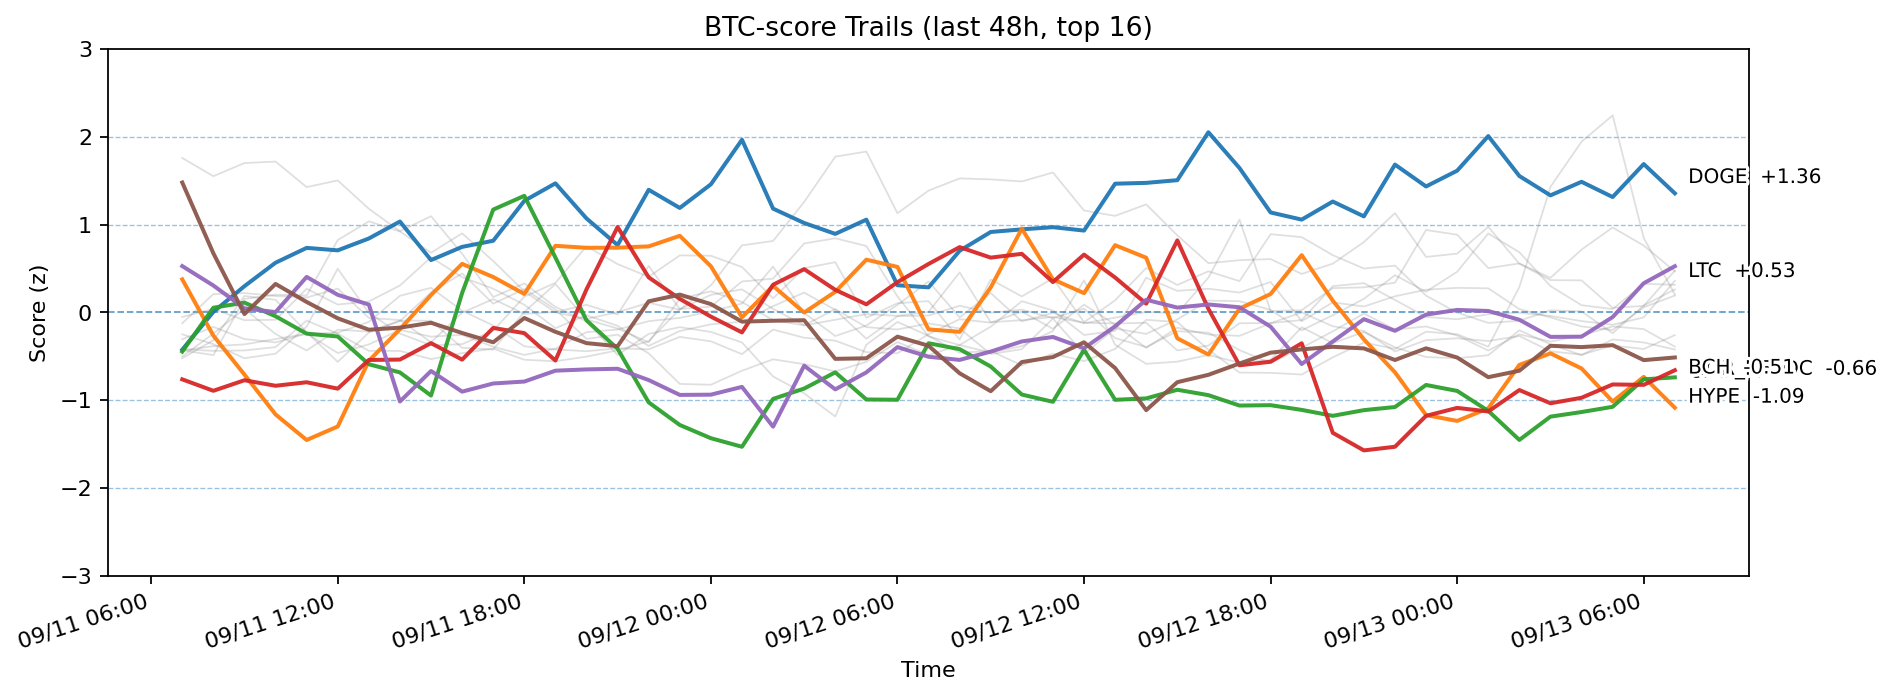 BTC-score Trails (last 48h, top 16)
Score (z)
3
2
1
0
−1
−2
−3
DOGE +1.36
LTC +0.53
BCH -0.51
-0.66
HYPE -1.09
09/11 06:00
09/11 12:00
09/11 18:00
09/12 00:00
09/12 06:00
09/12 12:00
09/12 18:00
09/13 00:00
09/13 06:00
Time